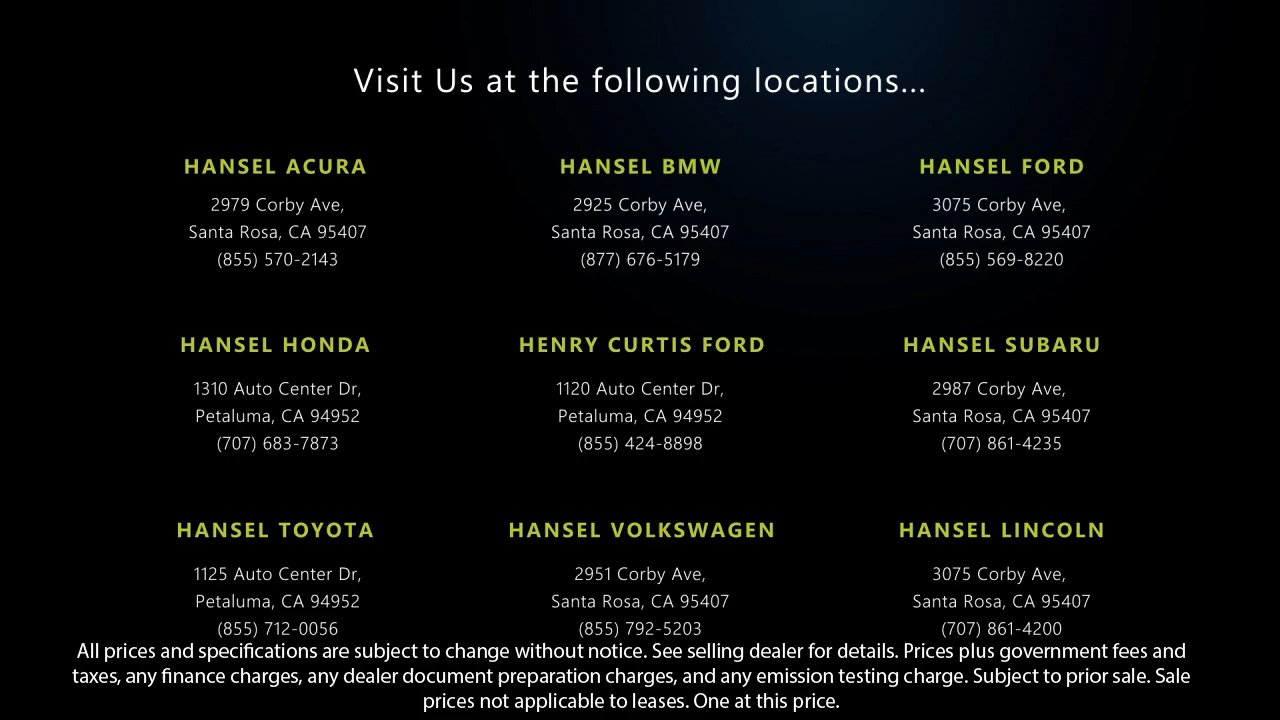 Visit Us at the following locations...
HANSEL ACURA
2979 Corby Ave,
Santa Rosa, CA 95407
(855) 570-2143
HANSEL BMW
2925 Corby Ave,
Santa Rosa, CA 95407
(877) 676-5179
HANSEL FORD
3075 Corby Ave,
Santa Rosa, CA 95407
(855) 569-8220
HANSEL HONDA
1310 Auto Center Dr,
Petaluma, CA 94952
(707) 683-7873
HENRY CURTIS FORD
1120 Auto Center Dr,
Petaluma, CA 94952
(855) 424-8898
HANSEL SUBARU
2987 Corby Ave,
Santa Rosa, CA 95407
(707) 861-4235
HANSEL TOYOTA
1125 Auto Center Dr,
Petaluma, CA 94952
(855) 712-0056
HANSEL VOLKSWAGEN
2951 Corby Ave,
Santa Rosa, CA 95407
(855) 792-5203
HANSEL LINCOLN
3075 Corby Ave,
Santa Rosa, CA 95407
(707) 861-4200
All prices and specifications are subject to change without notice. See selling dealer for details. Prices plus government fees and
taxes, any finance charges, any dealer document preparation charges, and any emission testing charge. Subject to prior sale. Sale
prices not applicable to leases. One at this price.